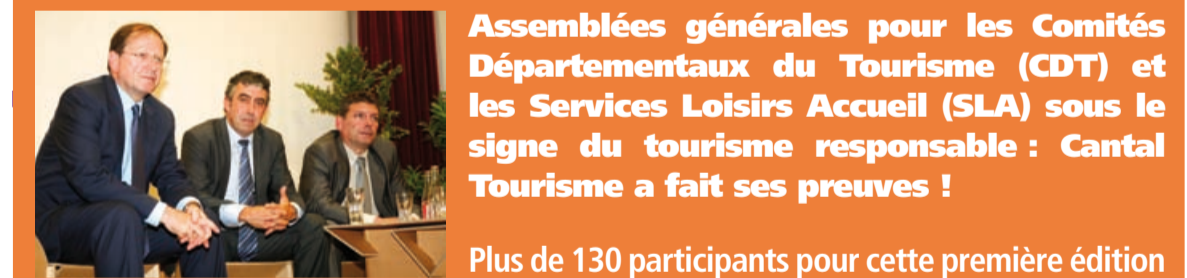 Assemblées générales pour les Comités
Départementaux du Tourisme (CDT) et
les Services Loisirs Accueil (SLA) sous le
signe du tourisme responsable : Cantal
Tourisme a fait ses preuves !
Plus de 130 participants pour cette première édition